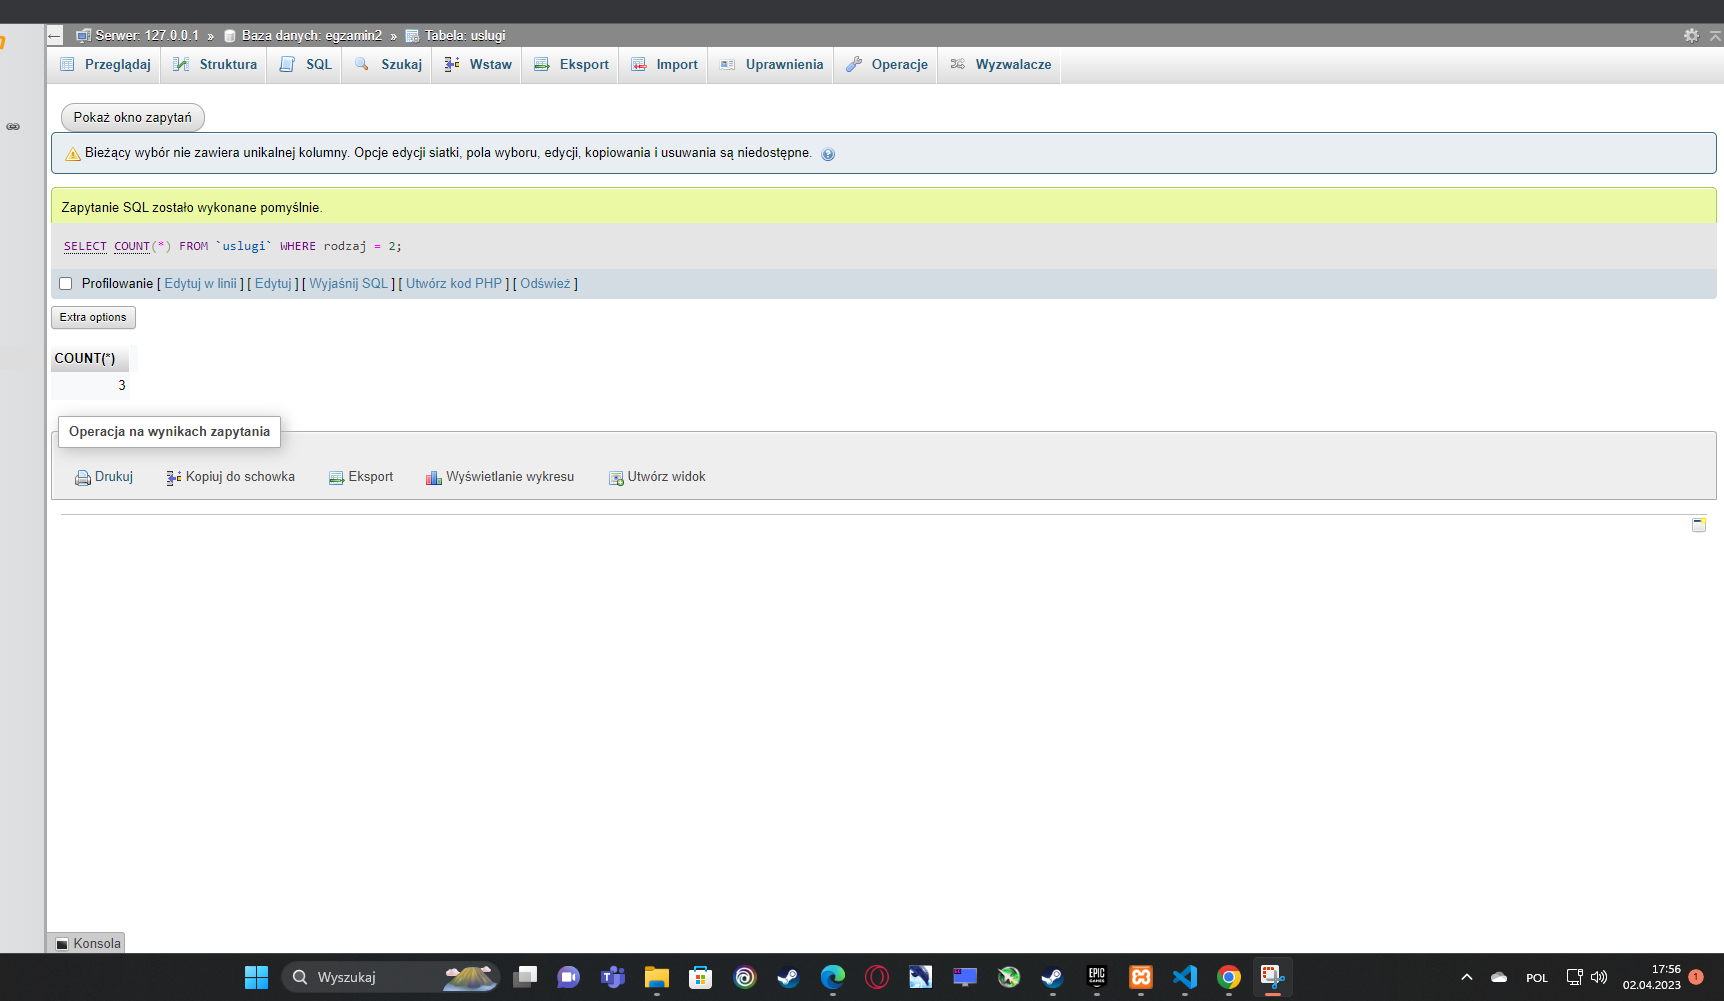 Serwer: 127.0.0.1 » Baza danych: egzamin2 » Tabela: uslugi
Przeglądaj Struktura SQL Szukaj Wstaw Eksport Import Uprawnienia Operacje Wyzwalacze
Pokaż okno zapytań
Bieżący wybór nie zawiera unikalnej kolumny. Opcje edycji siatki, pola wyboru, edycji, kopiowania i usuwania są niedostępne.
Zapytanie SQL zostało wykonane pomyślnie.
SELECT COUNT(*) FROM `uslugi` WHERE rodzaj = 2;
Profilowanie [ Edytuj w linii ] [ Edytuj ] [ Wyjaśnij SQL ] [ Utwórz kod PHP ] [ Odśwież ]
Extra options
COUNT(*)
3
Operacja na wynikach zapytania
Drukuj Kopiuj do schowka Eksport Wyświetlanie wykresu Utwórz widok
Konsola
Wyszukaj
EPIC
GAMES
POL
17:56
02.04.2023
1